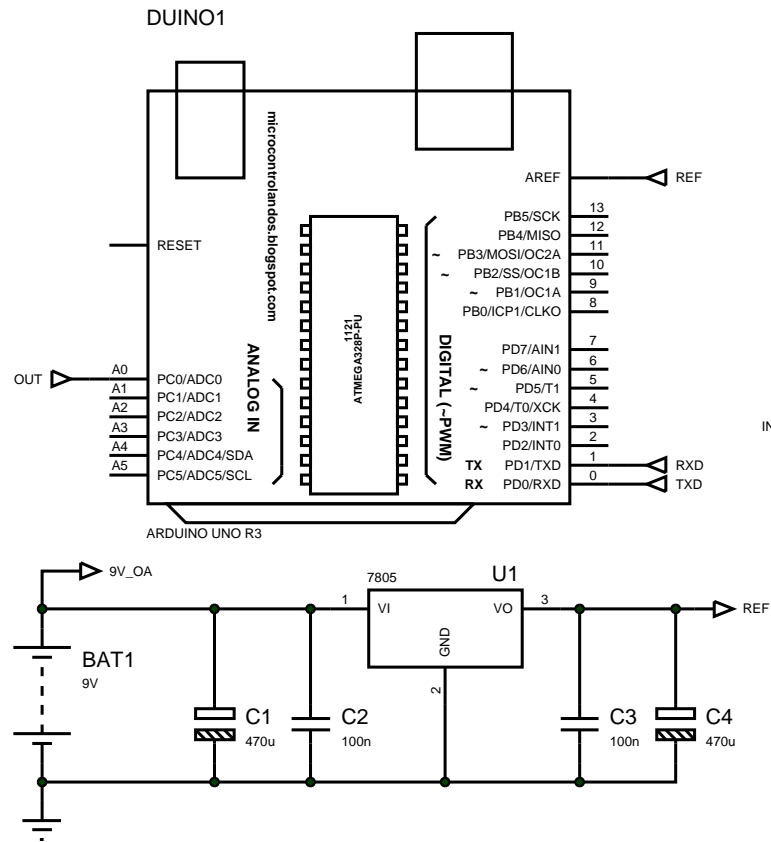 DUINO1
microcontrolandos.blogspot.com
AREF REF
PB5/SCK 13
PB4/MISO 12
RESET
~ PB3/MOSI/OC2A 11
~ PB2/SS/OC1B 10
~ PB1/OC1A 9
PB0/ICP1/CLKO 8
1121
ATMEGA328P-PU
ANALOG IN
DIGITAL (~PWM)
PD7/AIN1 7
~ PD6/AIN0 6
OUT A0 PC0/ADC0
~ PD5/T1 5
A1 PC1/ADC1
PD4/T0/XCK 4
A2 PC2/ADC2
~ PD3/INT1 3
IN
A3 PC3/ADC3
PD2/INT0 2
A4 PC4/ADC4/SDA
TX PD1/TXD 1 RXD
A5 PC5/ADC5/SCL
RX PD0/RXD 0 TXD
ARDUINO UNO R3
9V_OA
7805
U1
1 VI VO 3
REF
GND
2
BAT1
9V
C1
470u
C2
100n
C3
100n
C4
470u